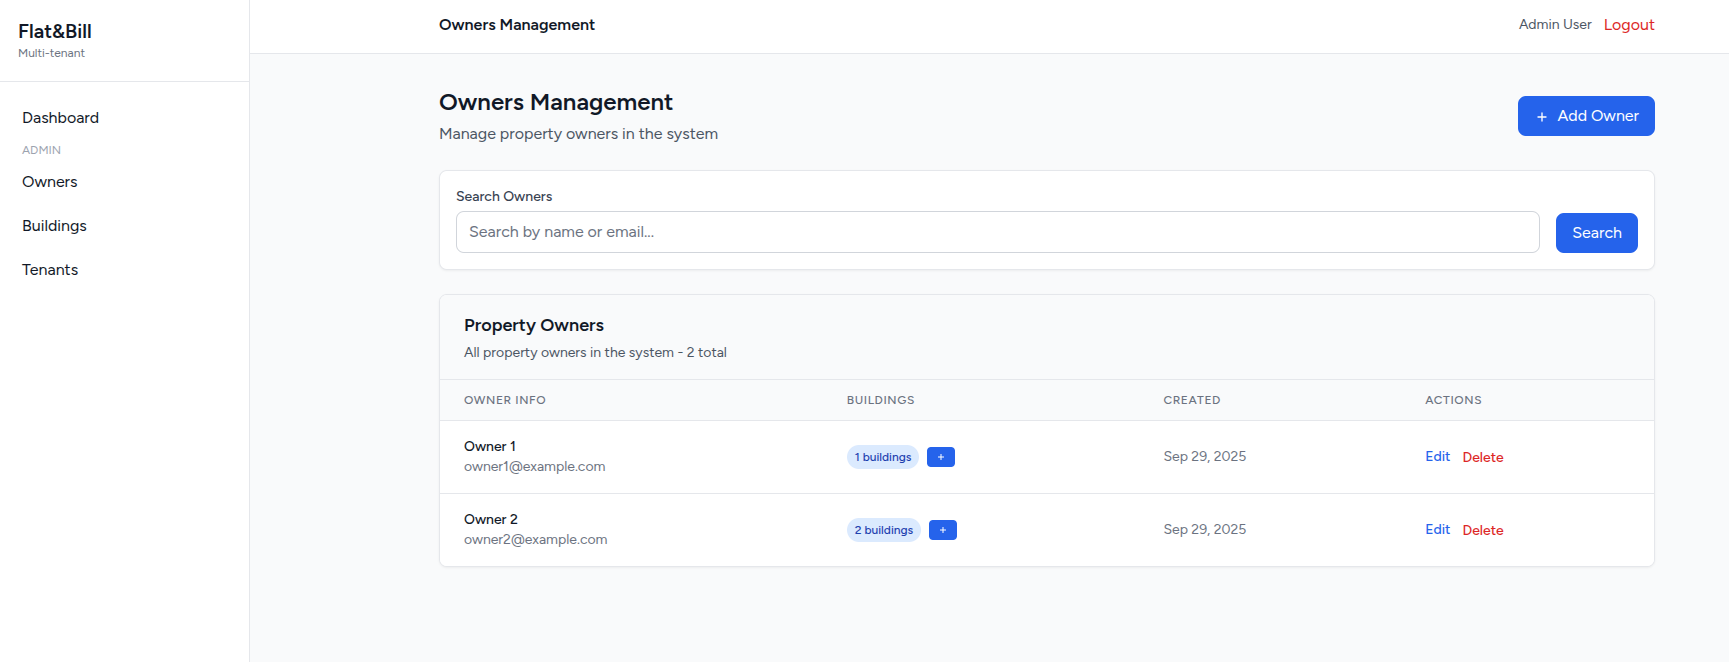 Flat&Bill
Multi-tenant
Dashboard
ADMIN
Owners
Buildings
Tenants
Owners Management
Admin User Logout
Owners Management
Manage property owners in the system
+ Add Owner
Search Owners
Search by name or email...
Search
Property Owners
All property owners in the system - 2 total
OWNER INFO BUILDINGS CREATED ACTIONS
Owner 1
owner1@example.com
1 buildings + Sep 29, 2025 Edit Delete
Owner 2
owner2@example.com
2 buildings + Sep 29, 2025 Edit Delete